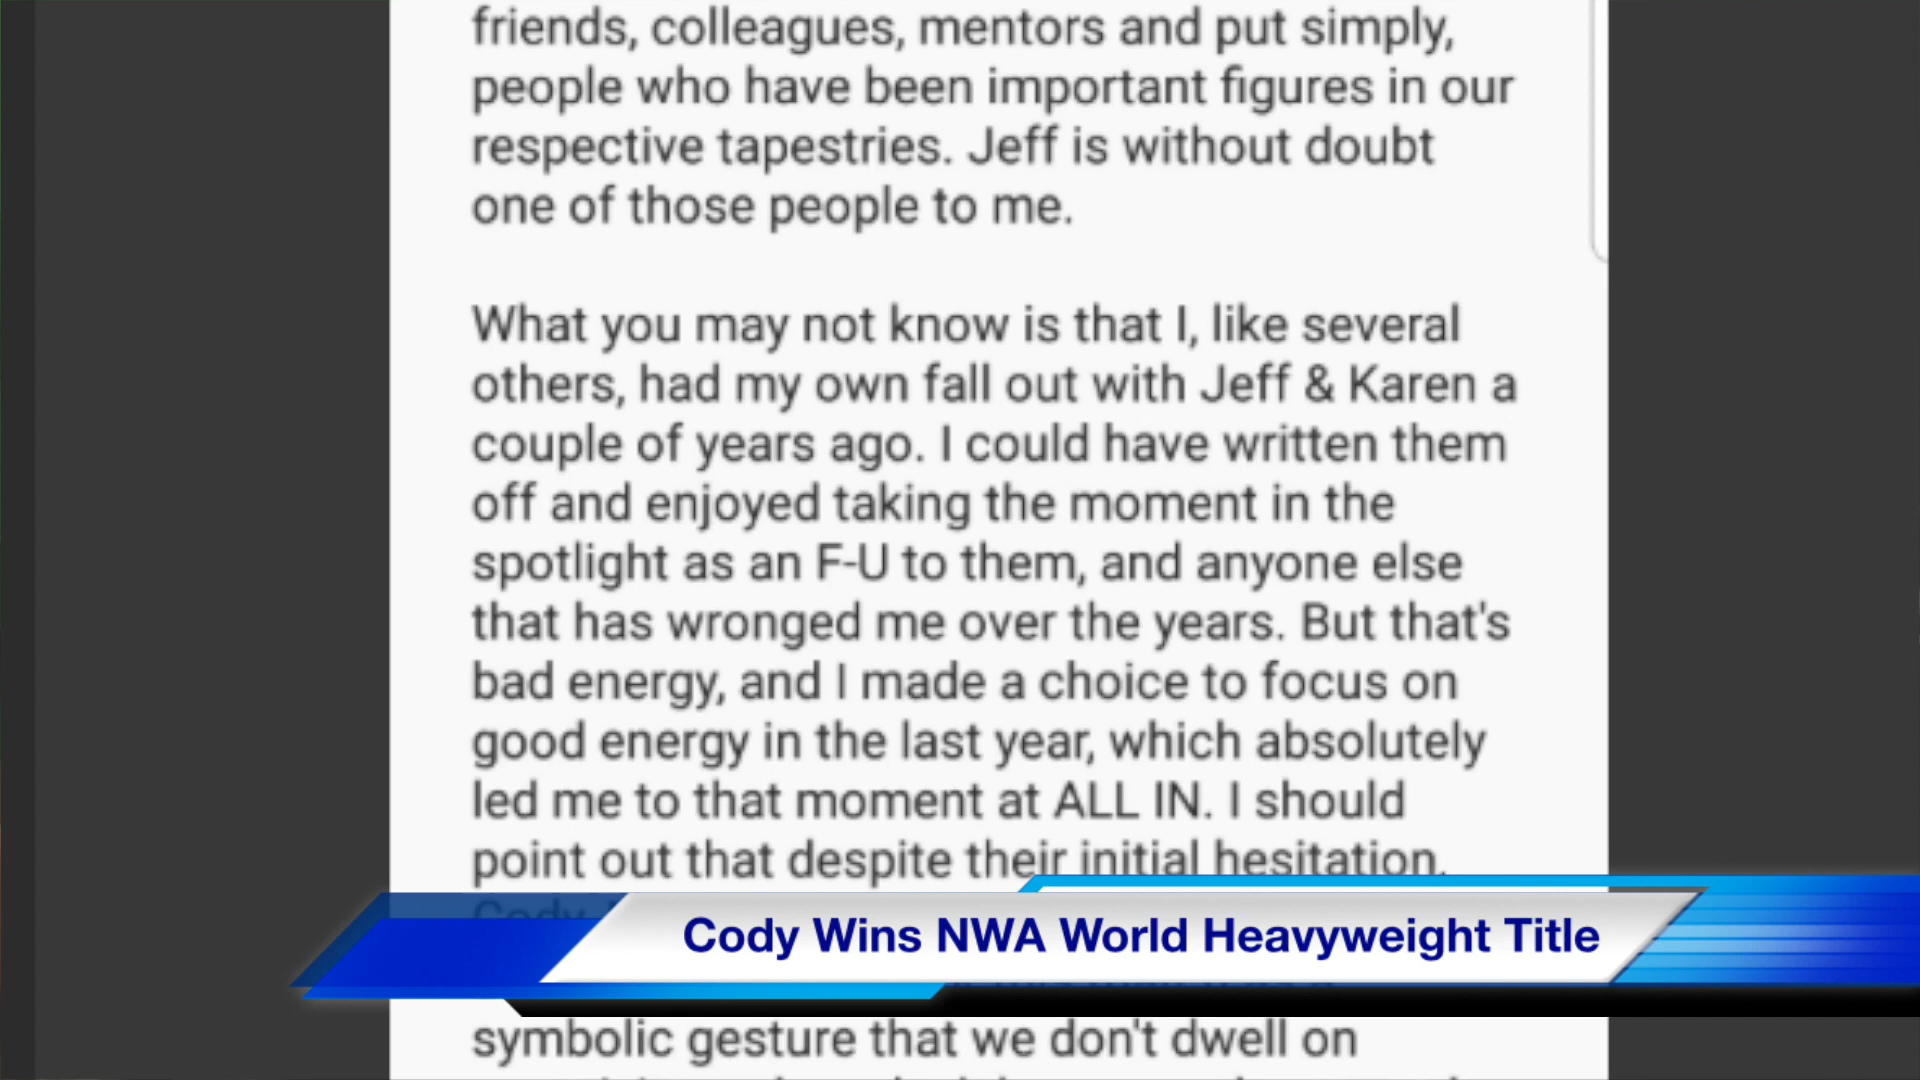 friends, colleagues, mentors and put simply,
people who have been important figures in our
respective tapestries. Jeff is without doubt
one of those people to me.
What you may not know is that I, like several
others, had my own fall out with Jeff & Karen a
couple of years ago. I could have written them
off and enjoyed taking the moment in the
spotlight as an F-U to them, and anyone else
that has wronged me over the years. But that's
bad energy, and I made a choice to focus on
good energy in the last year, which absolutely
led me to that moment at ALL IN. I should
point out that despite their initial hesitation,
Cody
Cody Wins NWA World Heavyweight Title
symbolic gesture that we don't dwell on